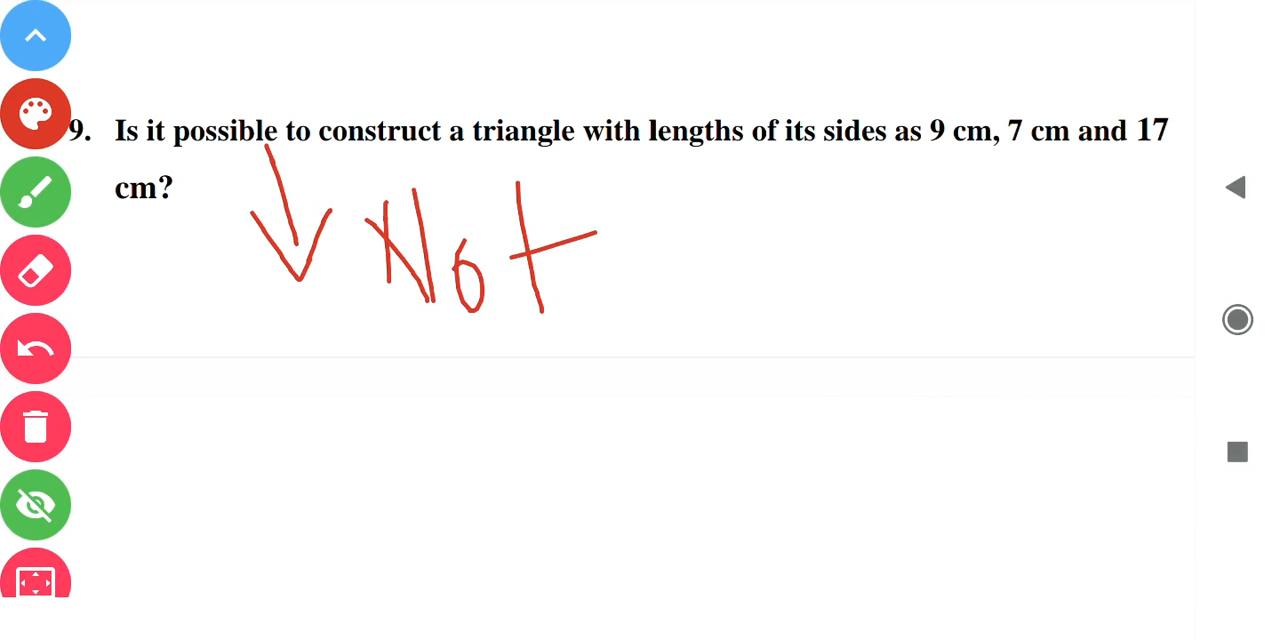 9. Is it possible to construct a triangle with lengths of its sides as 9 cm, 7 cm and 17
cm?
Not